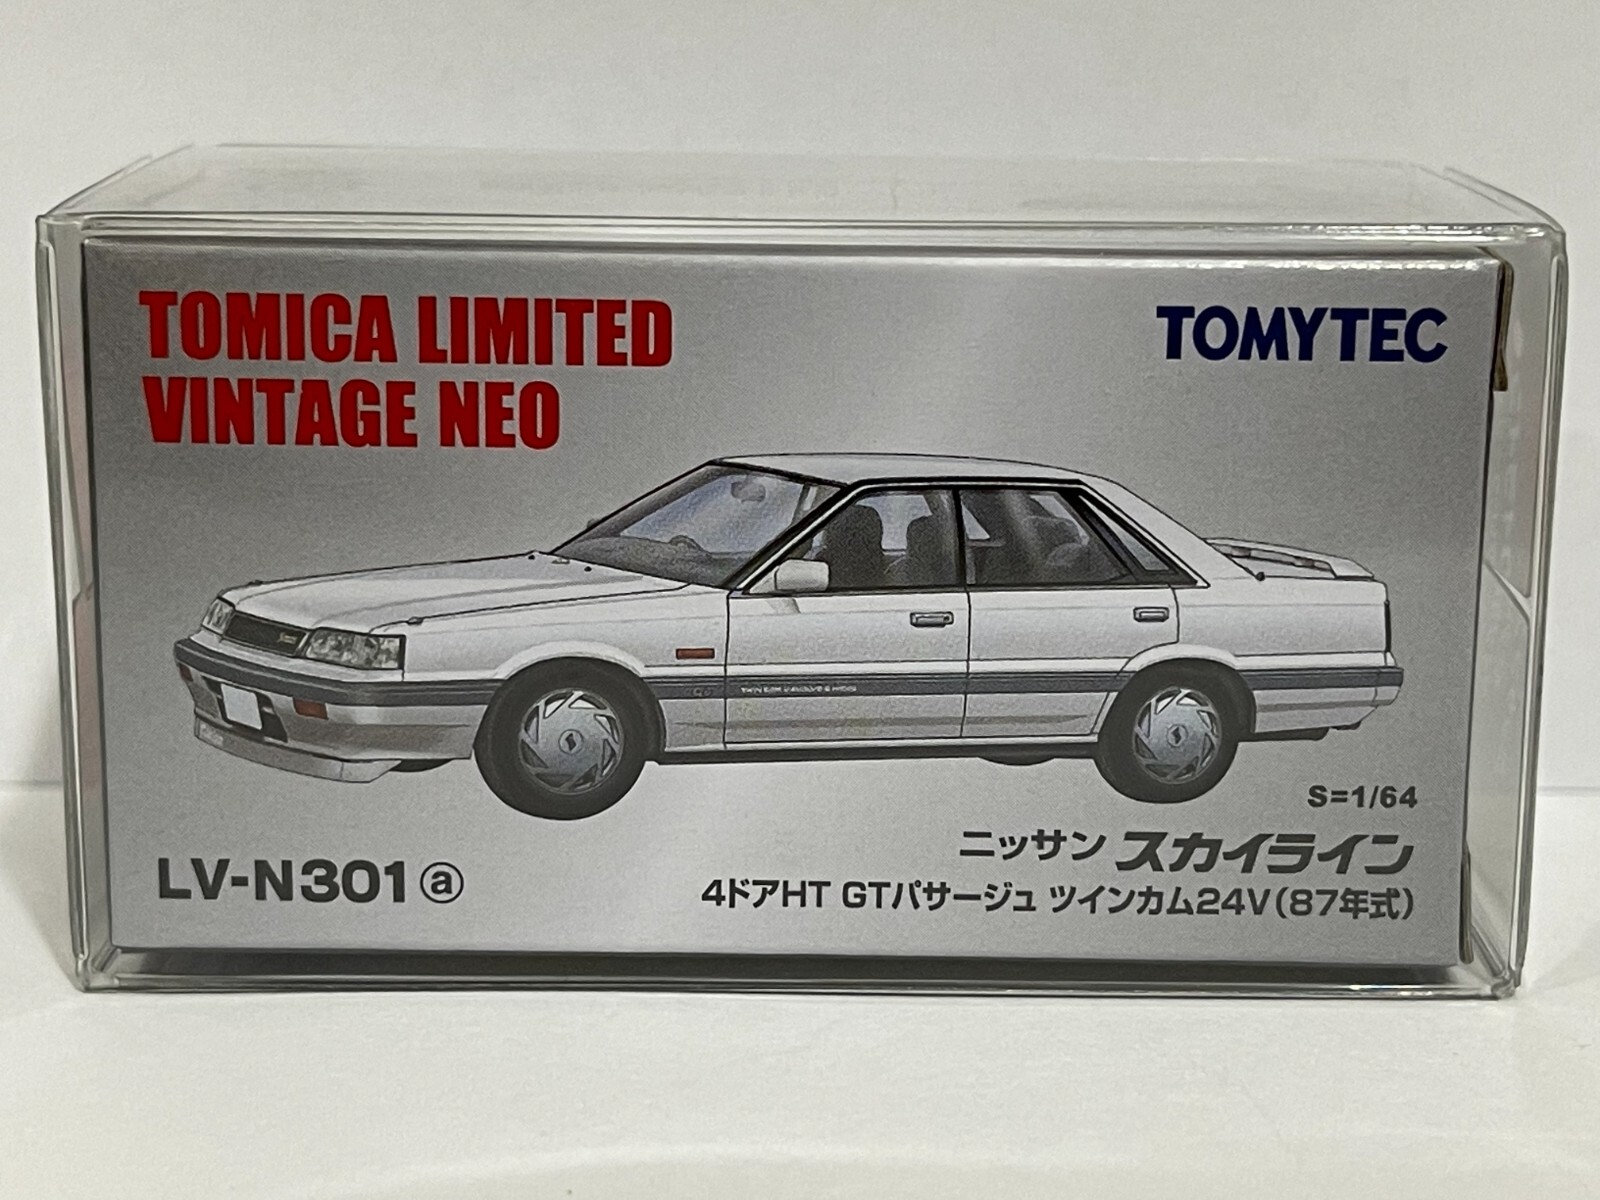 TOMICA LIMITED
VINTAGE NEO
TOMYTEC
S=1/64
ニッサン スカイライン
LV-N301ⓐ
4ドアHT GTパサージュ ツインカム24V(87年式)